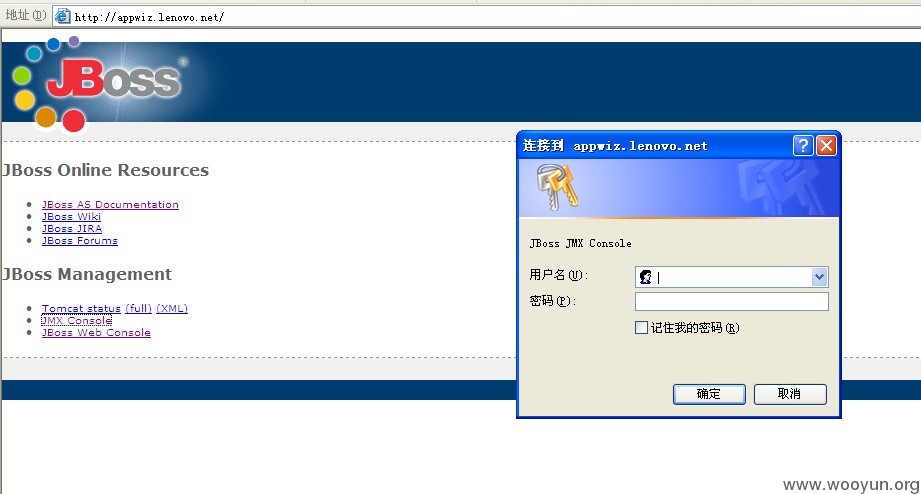 地址(D) http://appwiz.lenovo.net/
JBoss®
JBoss Online Resources
JBoss AS Documentation
JBoss Wiki
JBoss JIRA
JBoss Forums
JBoss Management
Tomcat status (full) (XML)
JMX Console
JBoss Web Console
连接到 appwiz.lenovo.net
JBoss JMX Console
用户名(U):
密码(P):
记住我的密码(R)
确定 取消
www.wooyun.org